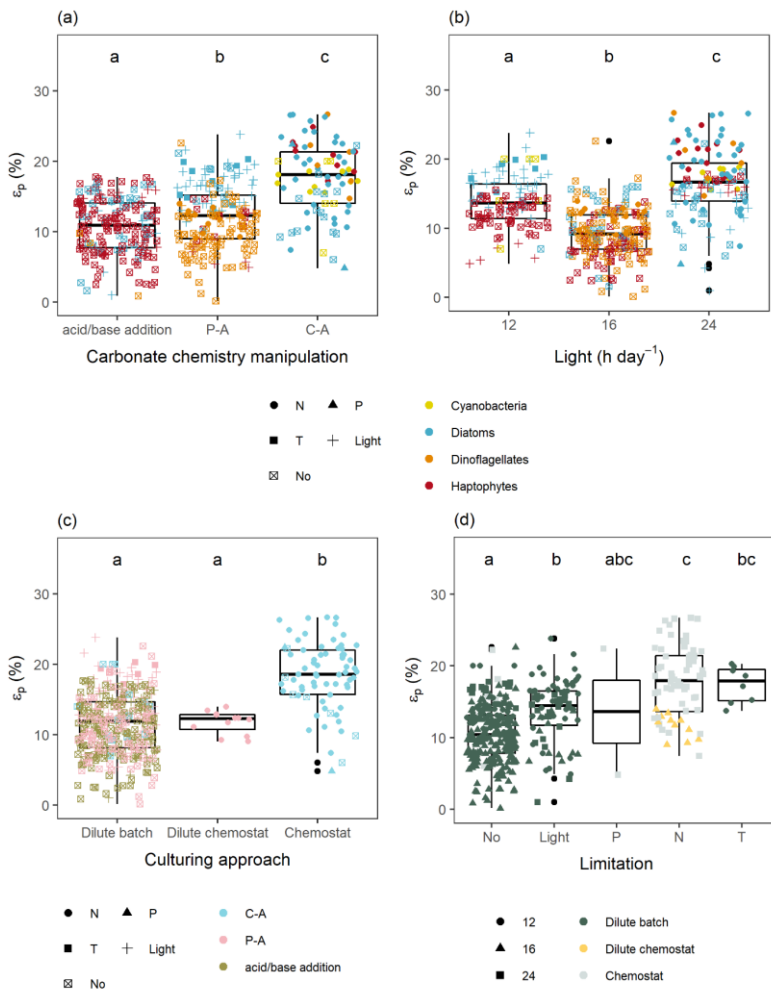 (a)
a b c
30
20
10
0
εp (%)
acid/base addition P-A C-A
Carbonate chemistry manipulation
(b)
a b c
30
20
10
0
εp (%)
12 16 24
Light (h day⁻¹)
N P
T Light
No
Cyanobacteria
Diatoms
Dinoflagellates
Haptophytes
(c)
a a b
30
20
10
0
εp (%)
Dilute batch Dilute chemostat Chemostat
Culturing approach
(d)
a b abc c bc
30
20
10
0
εp (%)
No Light P N T
Limitation
N P
T Light
No
C-A
P-A
acid/base addition
12
16
24
Dilute batch
Dilute chemostat
Chemostat